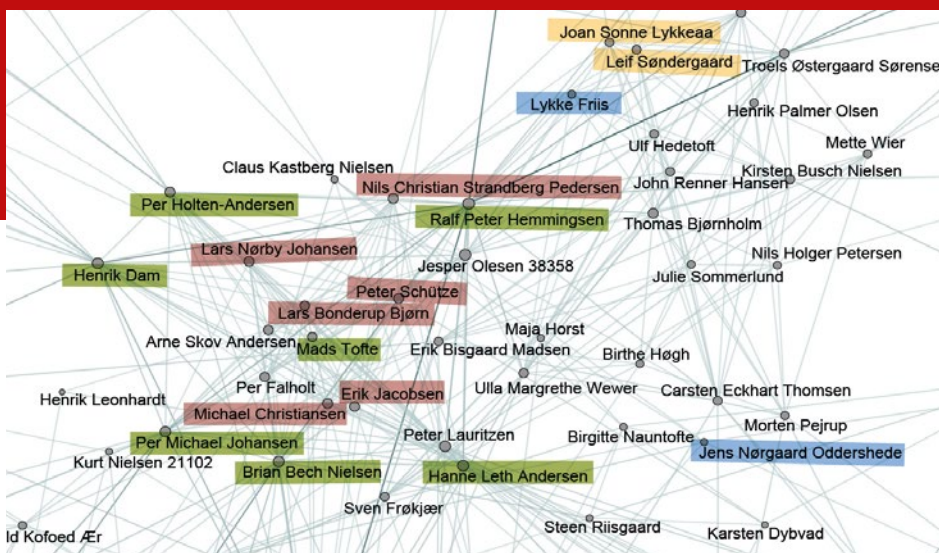 Joan Sonne Lykkeaa
Leif Søndergaard
Troels Østergaard Sørense
Lykke Friis
Henrik Palmer Olsen
Ulf Hedetoft
Mette Wier
Claus Kastberg Nielsen
Kirsten Busch Nielsen
Nils Christian Strandberg Pedersen
John Renner Hansen
Per Holten-Andersen
Ralf Peter Hemmingsen
Thomas Bjørnholm
Lars Nørby Johansen
Nils Holger Petersen
Jesper Olesen 38358
Henrik Dam
Julie Sommerlund
Peter Schütze
Lars Bonderup Bjørn
Maja Horst
Arne Skov Andersen
Mads Tofte
Erik Bisgaard Madsen
Birthe Høgh
Per Falholt
Ulla Margrethe Wewer
Carsten Eckhart Thomsen
Erik Jacobsen
Henrik Leonhardt
Michael Christiansen
Morten Pejrup
Peter Lauritzen
Birgitte Nauntofte
Per Michael Johansen
Jens Nørgaard Oddershede
Kurt Nielsen 21102
Brian Bech Nielsen
Hanne Leth Andersen
Sven Frøkjær
Steen Riisgaard
Karsten Dybvad
ld Kofoed Ær